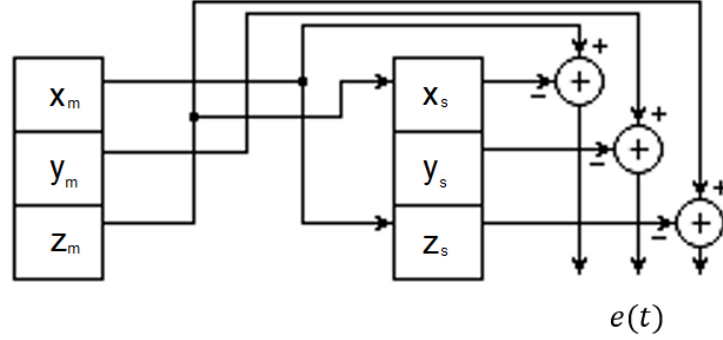 +
xₘ xₛ + − +
yₘ yₛ + − +
zₘ zₛ − +
e(t)